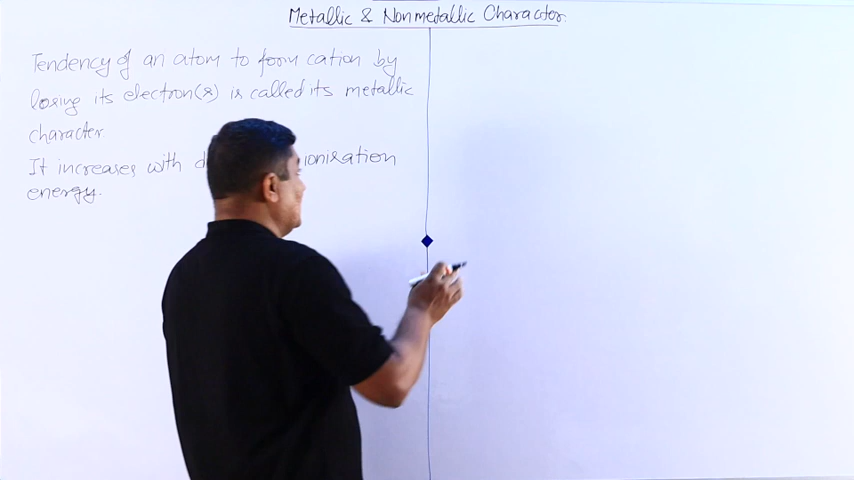 Metallic & Nonmetallic Character.
Tendency of an atom to form cation by
losing its electron(s) is called its metallic
character
It increases with ionisation
energy.